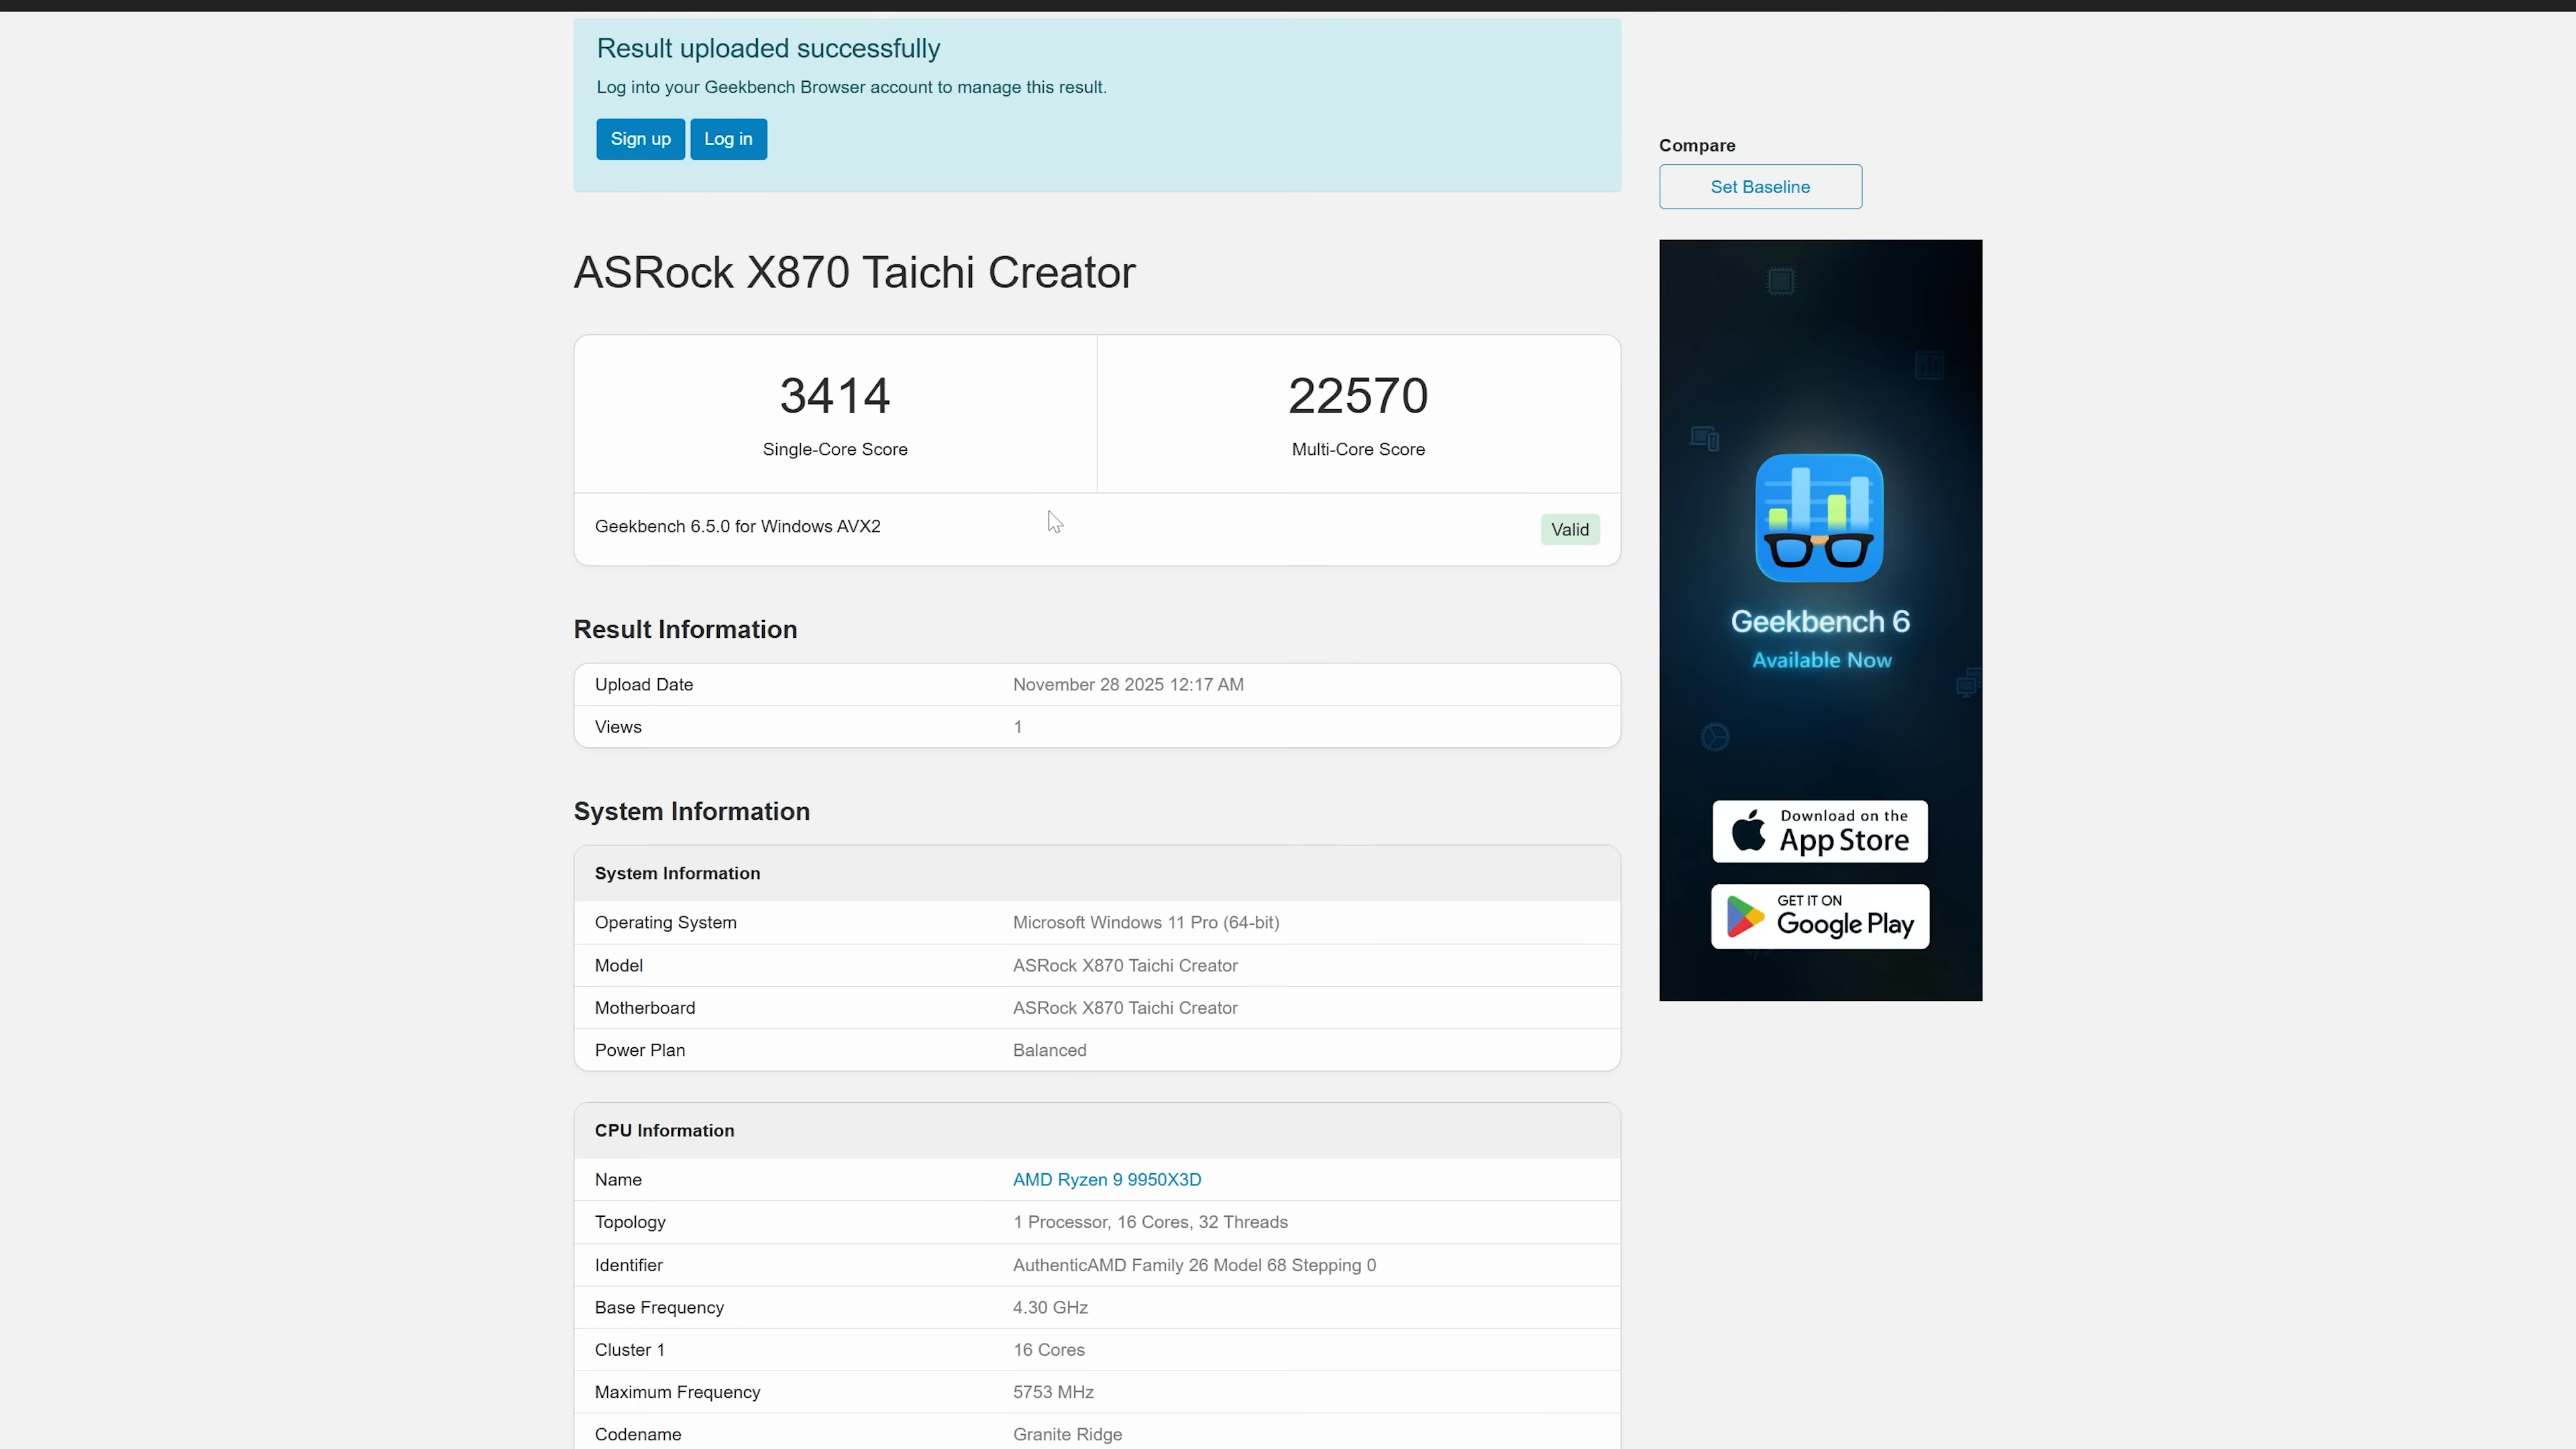 Result uploaded successfully
Log into your Geekbench Browser account to manage this result.
Sign up Log in
Compare
Set Baseline
ASRock X870 Taichi Creator
3414 22570
Single-Core Score Multi-Core Score
Geekbench 6.5.0 for Windows AVX2 Valid
Result Information
Upload Date November 28 2025 12:17 AM
Views 1
System Information
System Information
Operating System Microsoft Windows 11 Pro (64-bit)
Model ASRock X870 Taichi Creator
Motherboard ASRock X870 Taichi Creator
Power Plan Balanced
CPU Information
Name AMD Ryzen 9 9950X3D
Topology 1 Processor, 16 Cores, 32 Threads
Identifier AuthenticAMD Family 26 Model 68 Stepping 0
Base Frequency 4.30 GHz
Cluster 1 16 Cores
Maximum Frequency 5753 MHz
Codename Granite Ridge
Geekbench 6
Available Now
Download on the
App Store
GET IT ON
Google Play